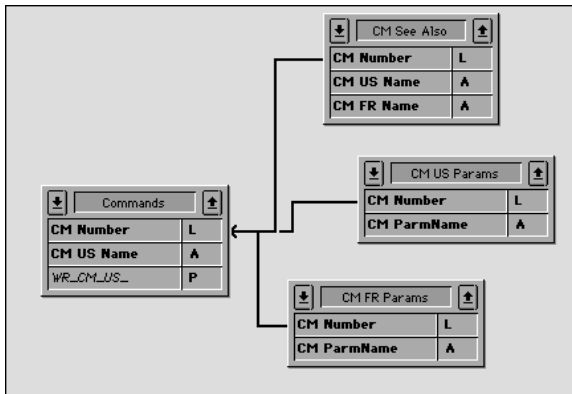 CM See Also
CM Number L
CM US Name A
CM FR Name A
CM US Params
CM Number L
CM ParmName A
Commands
CM Number L
CM US Name A
WR_CM_US_ P
CM FR Params
CM Number L
CM ParmName A